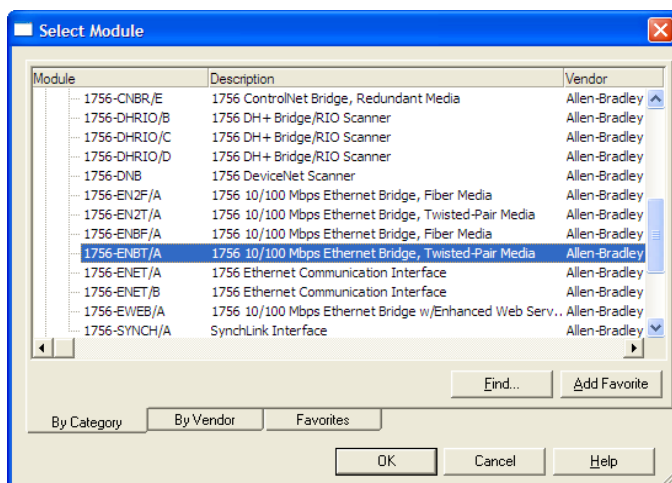 Select Module
Module Description Vendor
1756-CNBR/E 1756 ControlNet Bridge, Redundant Media Allen-Bradley
1756-DHRIO/B 1756 DH+ Bridge/RIO Scanner Allen-Bradley
1756-DHRIO/C 1756 DH+ Bridge/RIO Scanner Allen-Bradley
1756-DHRIO/D 1756 DH+ Bridge/RIO Scanner Allen-Bradley
1756-DNB 1756 DeviceNet Scanner Allen-Bradley
1756-EN2F/A 1756 10/100 Mbps Ethernet Bridge, Fiber Media Allen-Bradley
1756-EN2T/A 1756 10/100 Mbps Ethernet Bridge, Twisted-Pair Media Allen-Bradley
1756-ENBF/A 1756 10/100 Mbps Ethernet Bridge, Fiber Media Allen-Bradley
1756-ENBT/A 1756 10/100 Mbps Ethernet Bridge, Twisted-Pair Media Allen-Bradley
1756-ENET/A 1756 Ethernet Communication Interface Allen-Bradley
1756-ENET/B 1756 Ethernet Communication Interface Allen-Bradley
1756-EWEB/A 1756 10/100 Mbps Ethernet Bridge w/Enhanced Web Serv.. Allen-Bradley
1756-SYNCH/A SynchLink Interface Allen-Bradley
Find... Add Favorite
By Category By Vendor Favorites
OK Cancel Help